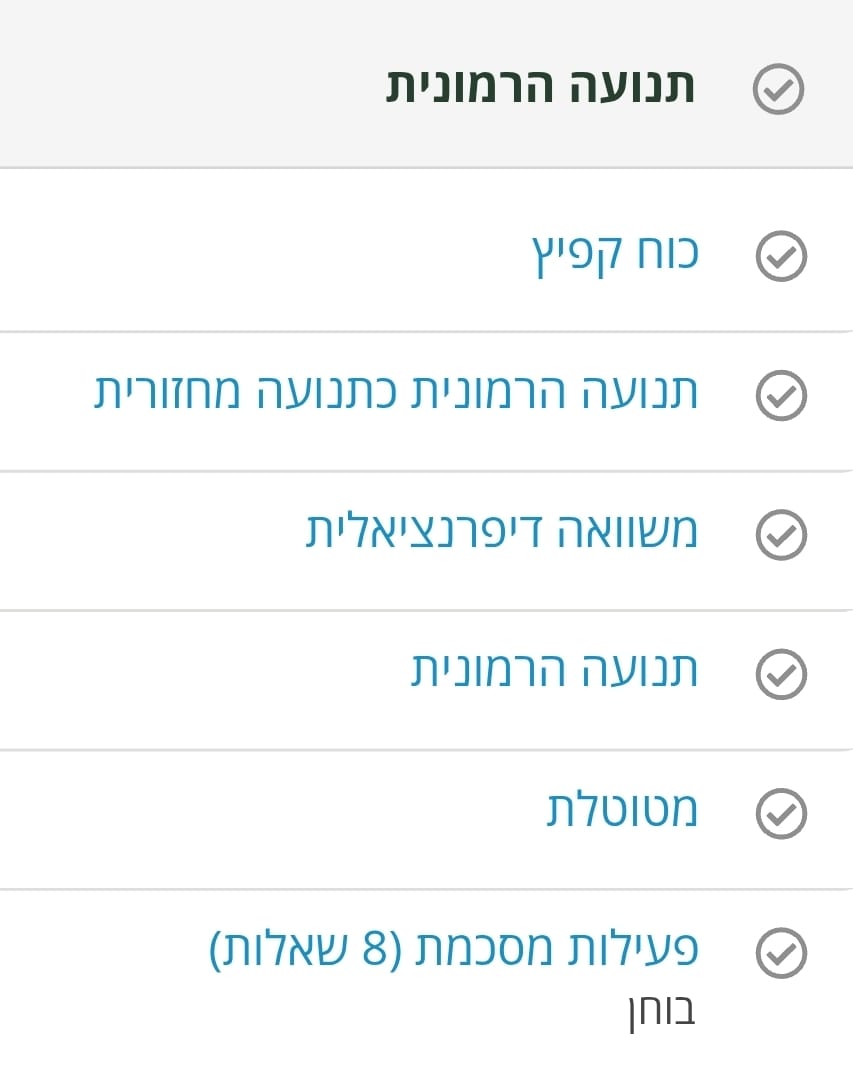 תנועה הרמונית
כוח קפיץ
תנועה הרמונית כתנועה מחזורית
משוואה דיפרנציאלית
תנועה הרמונית
מטוטלת
פעילות מסכמת (8 שאלות)
בוחן